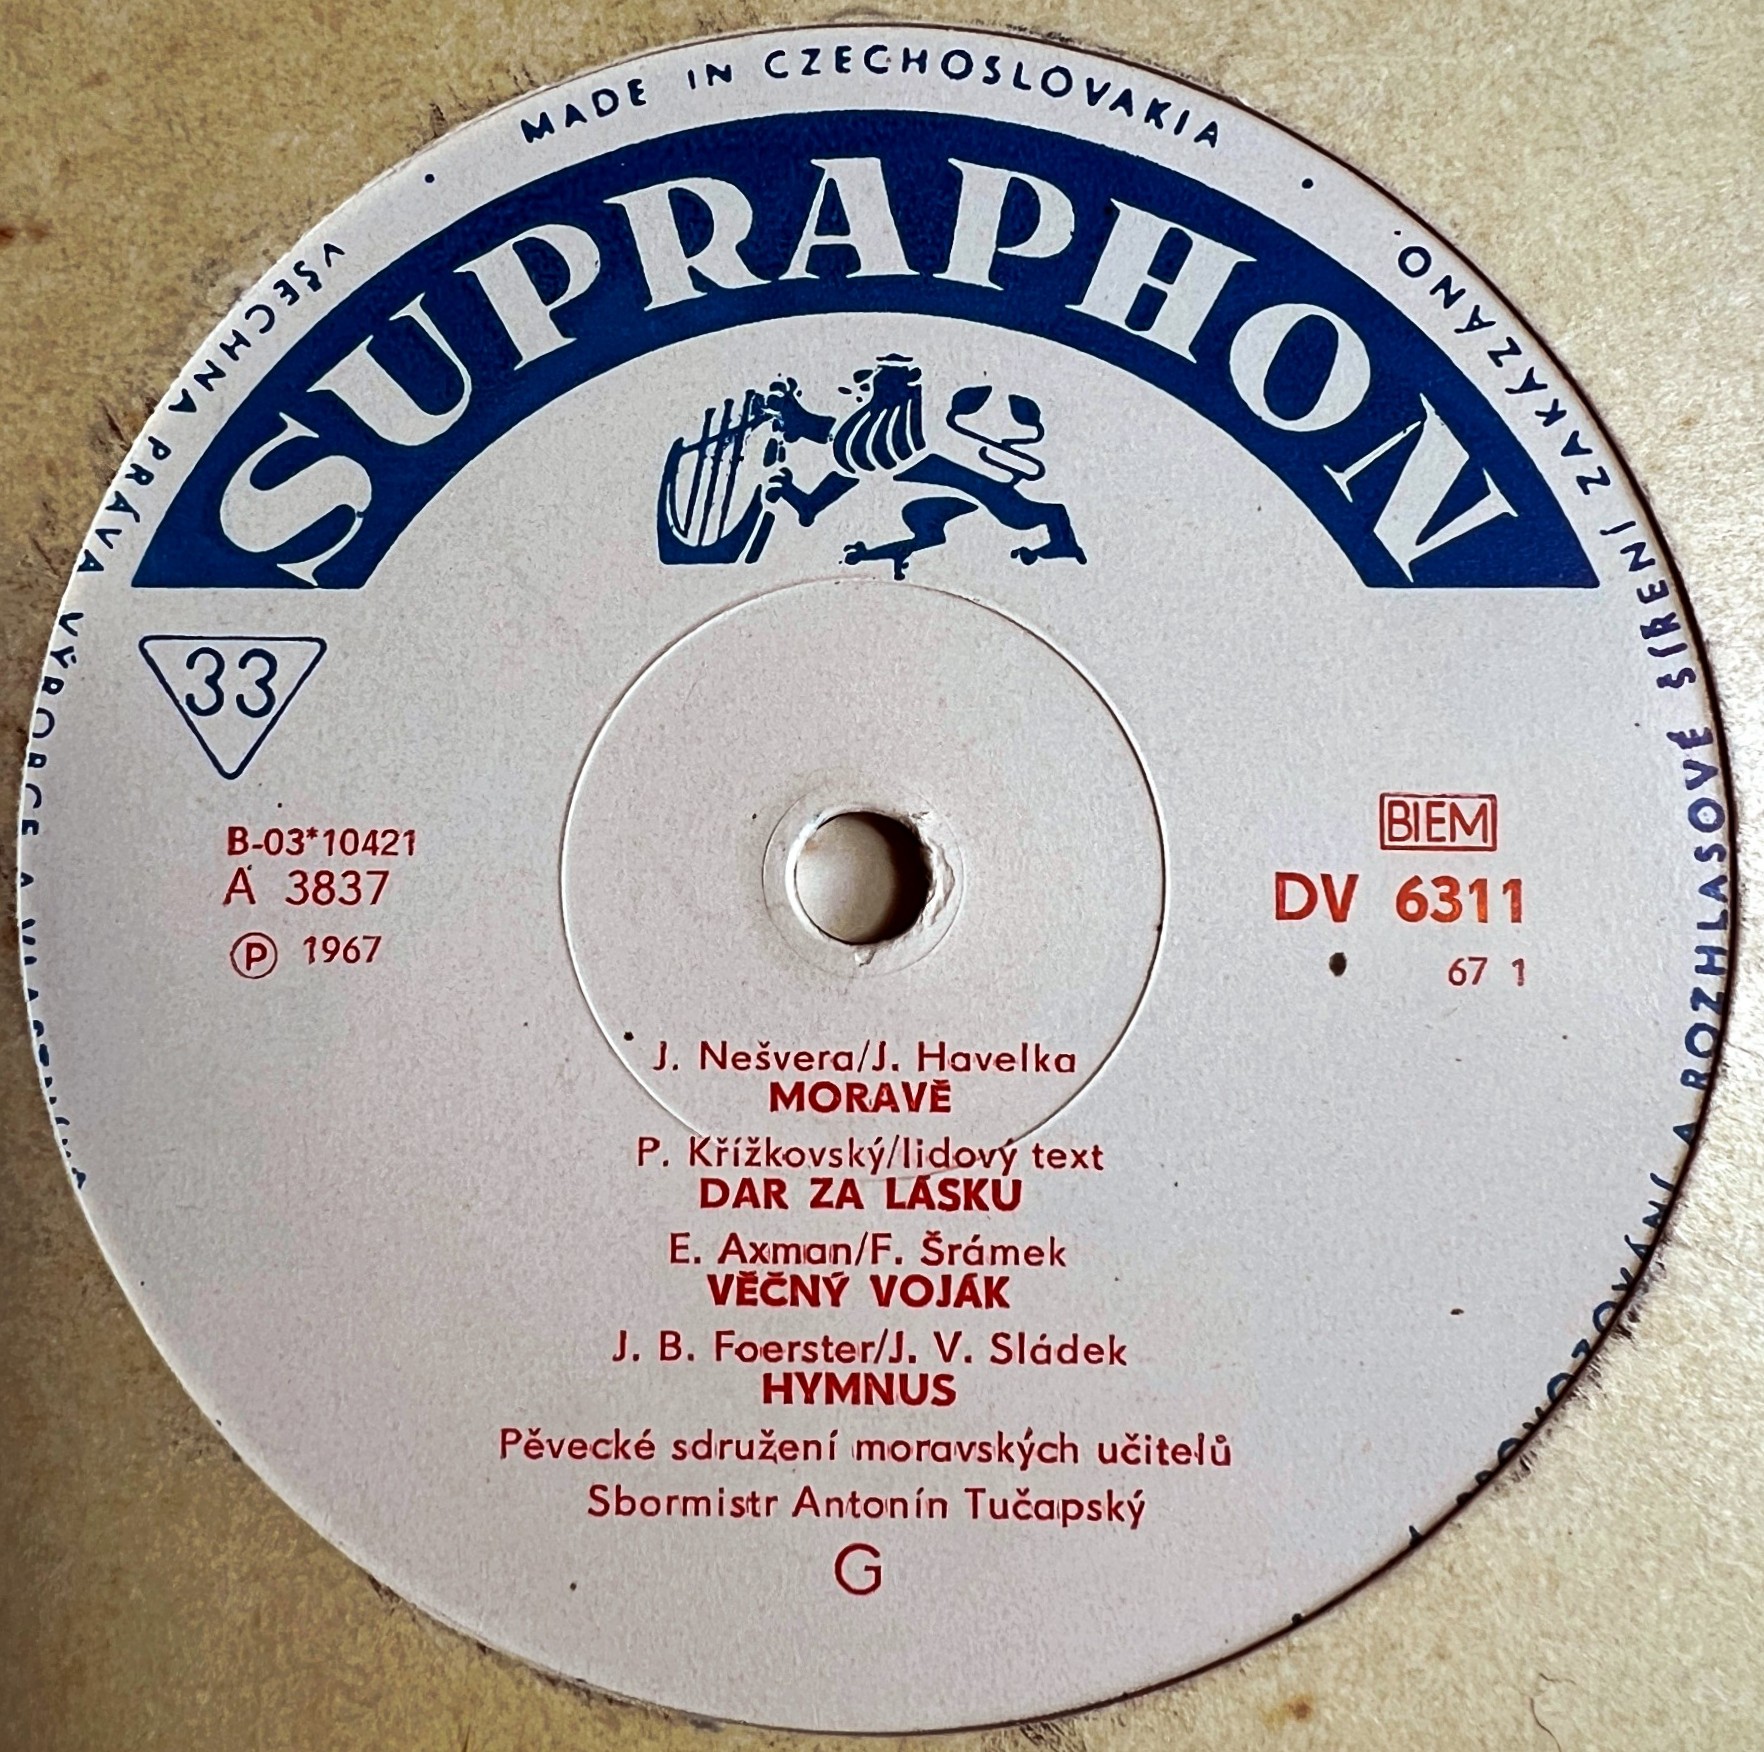 MADE IN CZECHOSLOVAKIA
SUPRAPHON
VŠECHNA PRÁVA VÝROBCE A
A ROZHLASOVÉ ŠÍŘENÍ ZAKÁZÁNO.
33
B-03*10421
A 3837
Ⓟ 1967
BIEM
DV 6311
67 1
J. Nešvera/J. Havelka
MORAVĚ
P. Křížkovský/lidový text
DAR ZA LÁSKU
E. Axman/F. Šrámek
VĚČNÝ VOJÁK
J. B. Foerster/J. V. Sládek
HYMNUS
Pěvecké sdružení moravských učitelů
Sbormistr Antonín Tučapský
G